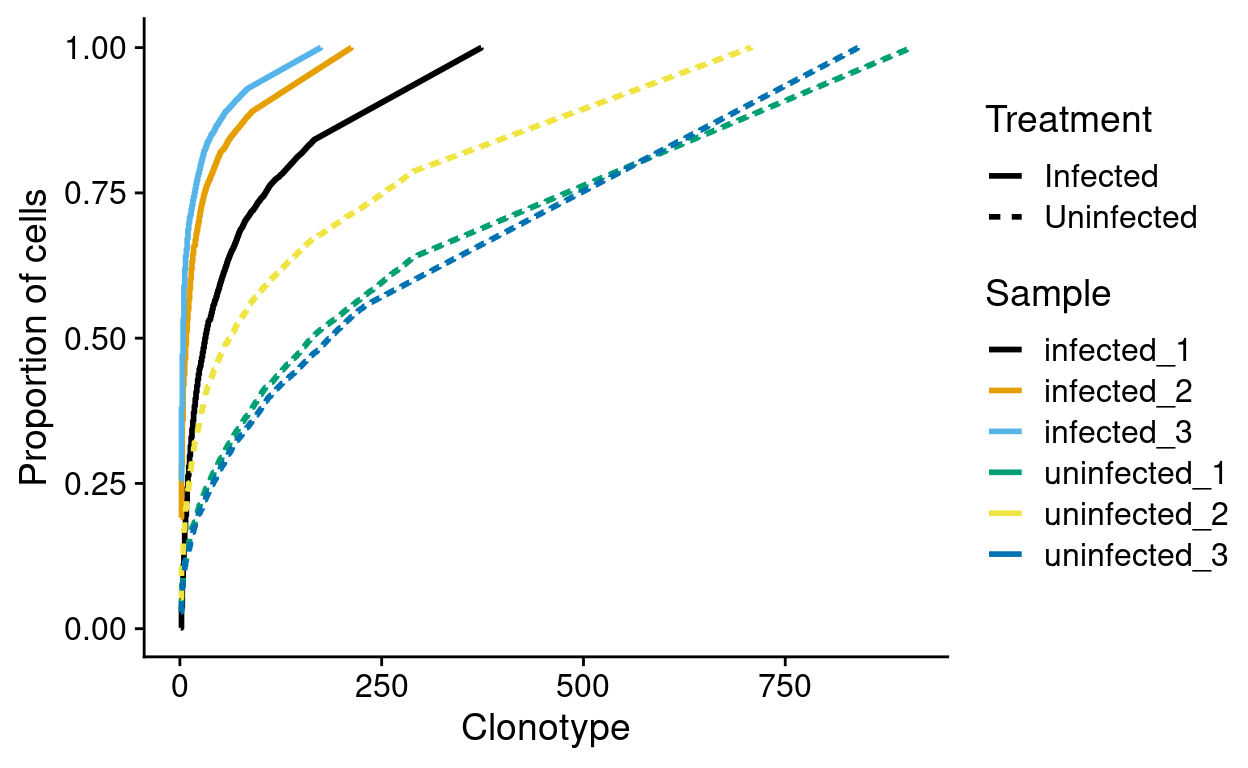 1.00
0.75
0.50
0.25
0.00
Proportion of cells
0
250
500
750
Clonotype
Treatment
Infected
Uninfected
Sample
infected_1
infected_2
infected_3
uninfected_1
uninfected_2
uninfected_3